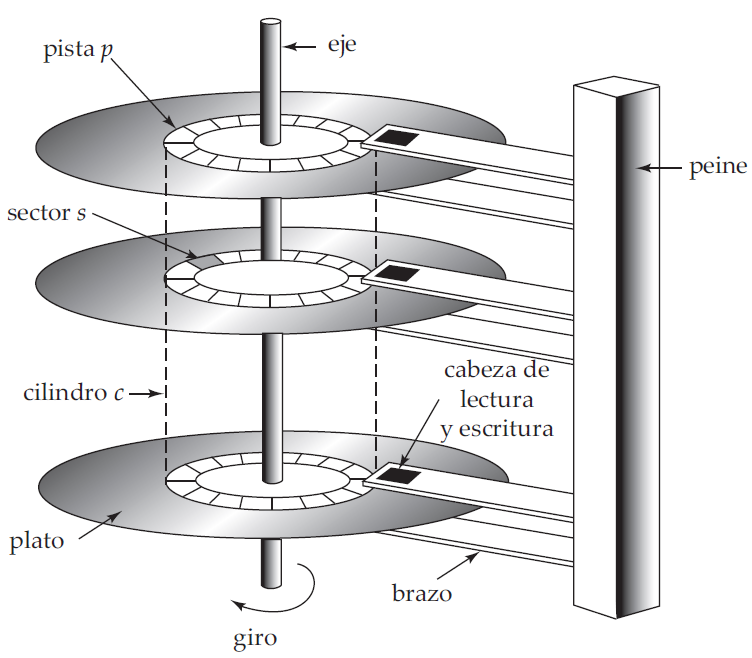 pista p
eje
peine
sector s
cilindro c
cabeza de
lectura
y escritura
plato
brazo
giro